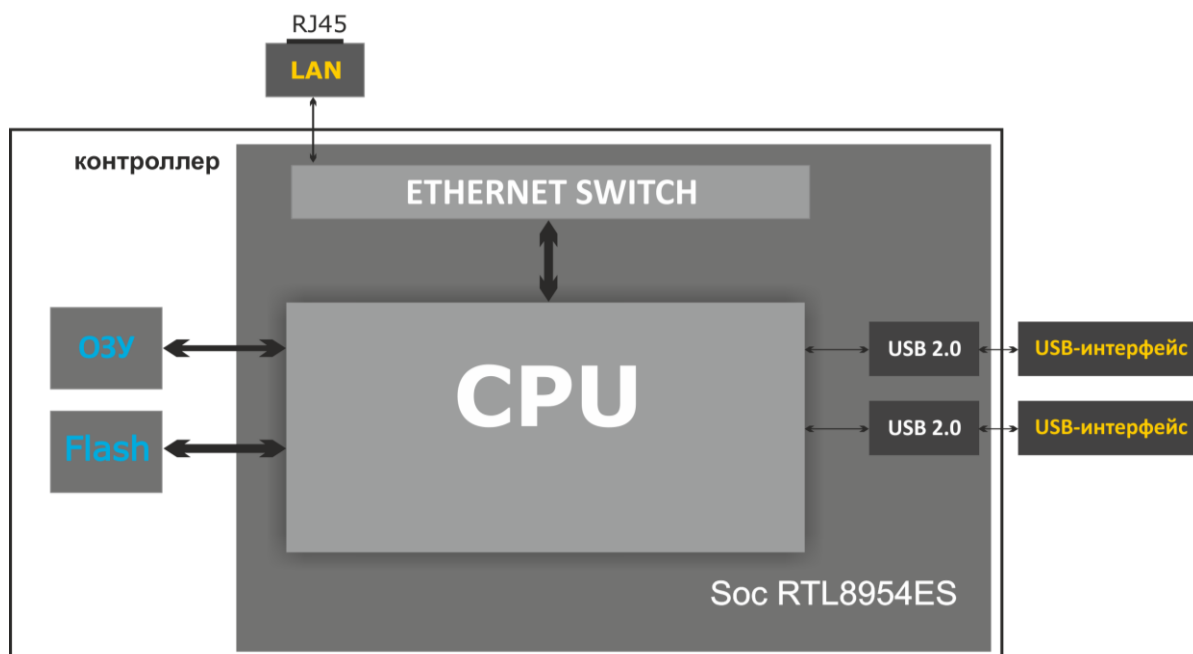 RJ45
LAN
контроллер
ETHERNET SWITCH
ОЗУ
CPU
USB 2.0
USB-интерфейс
Flash
USB 2.0
USB-интерфейс
Soc RTL8954ES